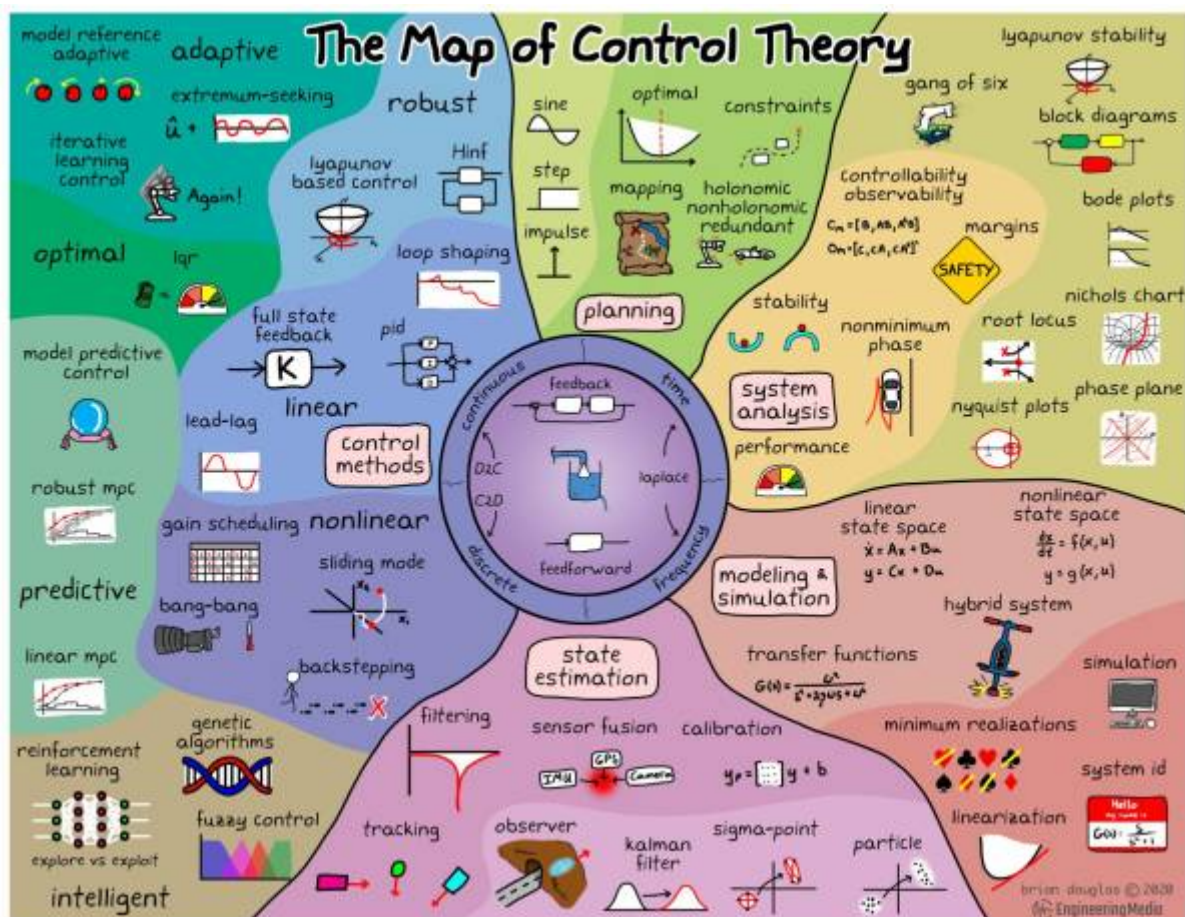 The Map of Control Theory
model reference
adaptive
adaptive
extremum-seeking
û +
iterative
learning
control
Again!
robust
Hinf
lyapunov
based control
optimal
lqr
loop shaping
full state
feedback
K
pid
P
I
D
linear
lead-lag
control
methods
model predictive
control
robust mpc
predictive
linear mpc
gain scheduling
nonlinear
sliding mode
bang-bang
backstepping
X
reinforcement
learning
explore vs exploit
genetic
algorithms
fuzzy control
intelligent
sine
step
impulse
optimal
constraints
mapping
holonomic
nonholonomic
redundant
planning
continuous
time
frequency
discrete
feedback
D2C
C2D
laplace
feedforward
gang of six
lyapunov stability
block diagrams
controllability
observability
margins
SAFETY
bode plots
stability
nonminimum
phase
root locus
nichols chart
system
analysis
nyquist plots
phase plane
performance
linear
state space
ẋ = Ax + Bu
y = Cx + Du
nonlinear
state space
dx/dt = f(x, u)
y = g(x, u)
modeling &
simulation
hybrid system
transfer functions
simulation
minimum realizations
system id
Hello
linearization
state
estimation
filtering
sensor fusion
IMU
GPS
Camera
calibration
tracking
observer
kalman
filter
sigma-point
particle
brian douglas © 2020
EngineeringMedia